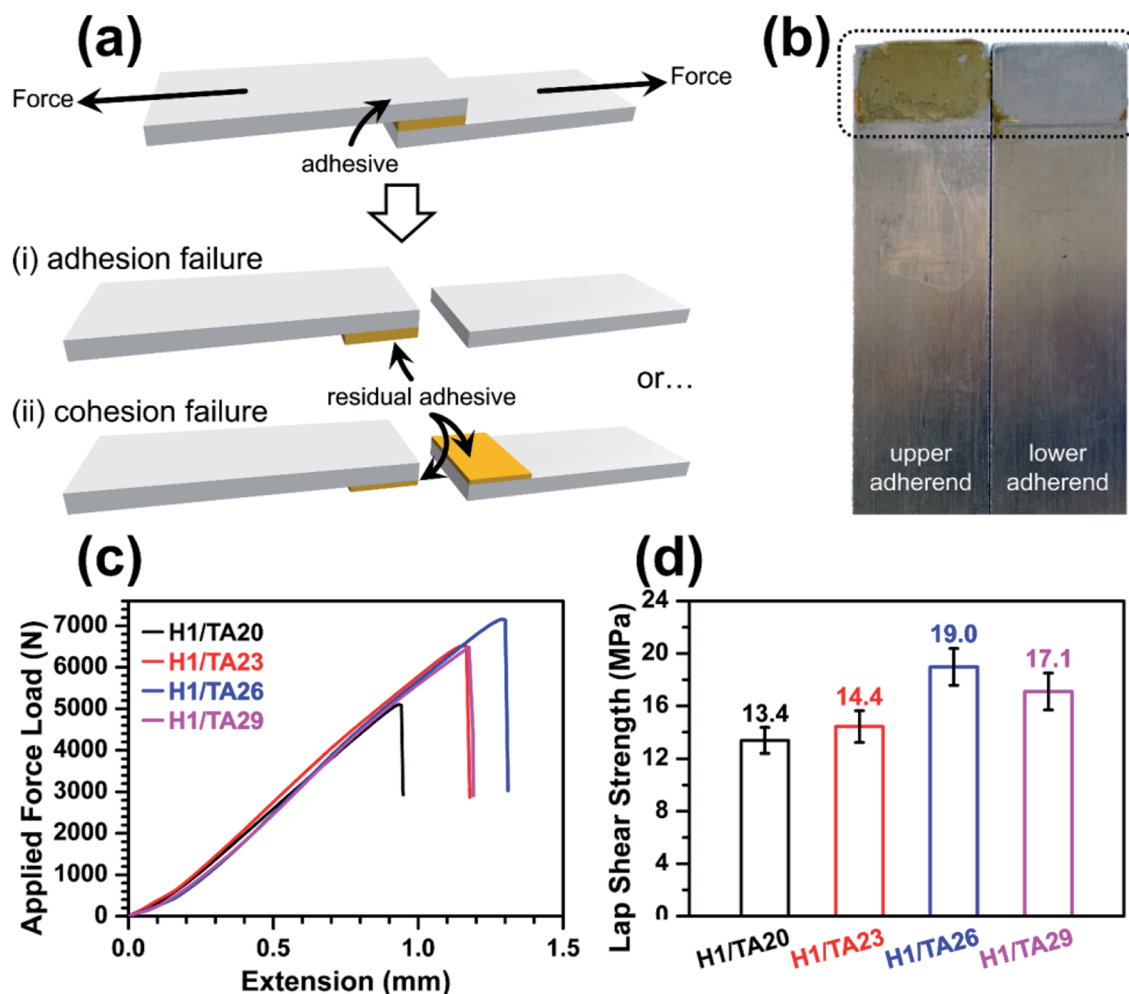 (a)
Force
Force
adhesive
(i) adhesion failure
residual adhesive
or...
(ii) cohesion failure
(b)
upper
adherend
lower
adherend
(c)
Applied Force Load (N)
7000
6000
5000
4000
3000
2000
1000
0
H1/TA20
H1/TA23
H1/TA26
H1/TA29
0.0
0.5
1.0
1.5
Extension (mm)
(d)
Lap Shear Strength (MPa)
24
20
16
12
8
4
0
13.4
14.4
19.0
17.1
H1/TA20
H1/TA23
H1/TA26
H1/TA29